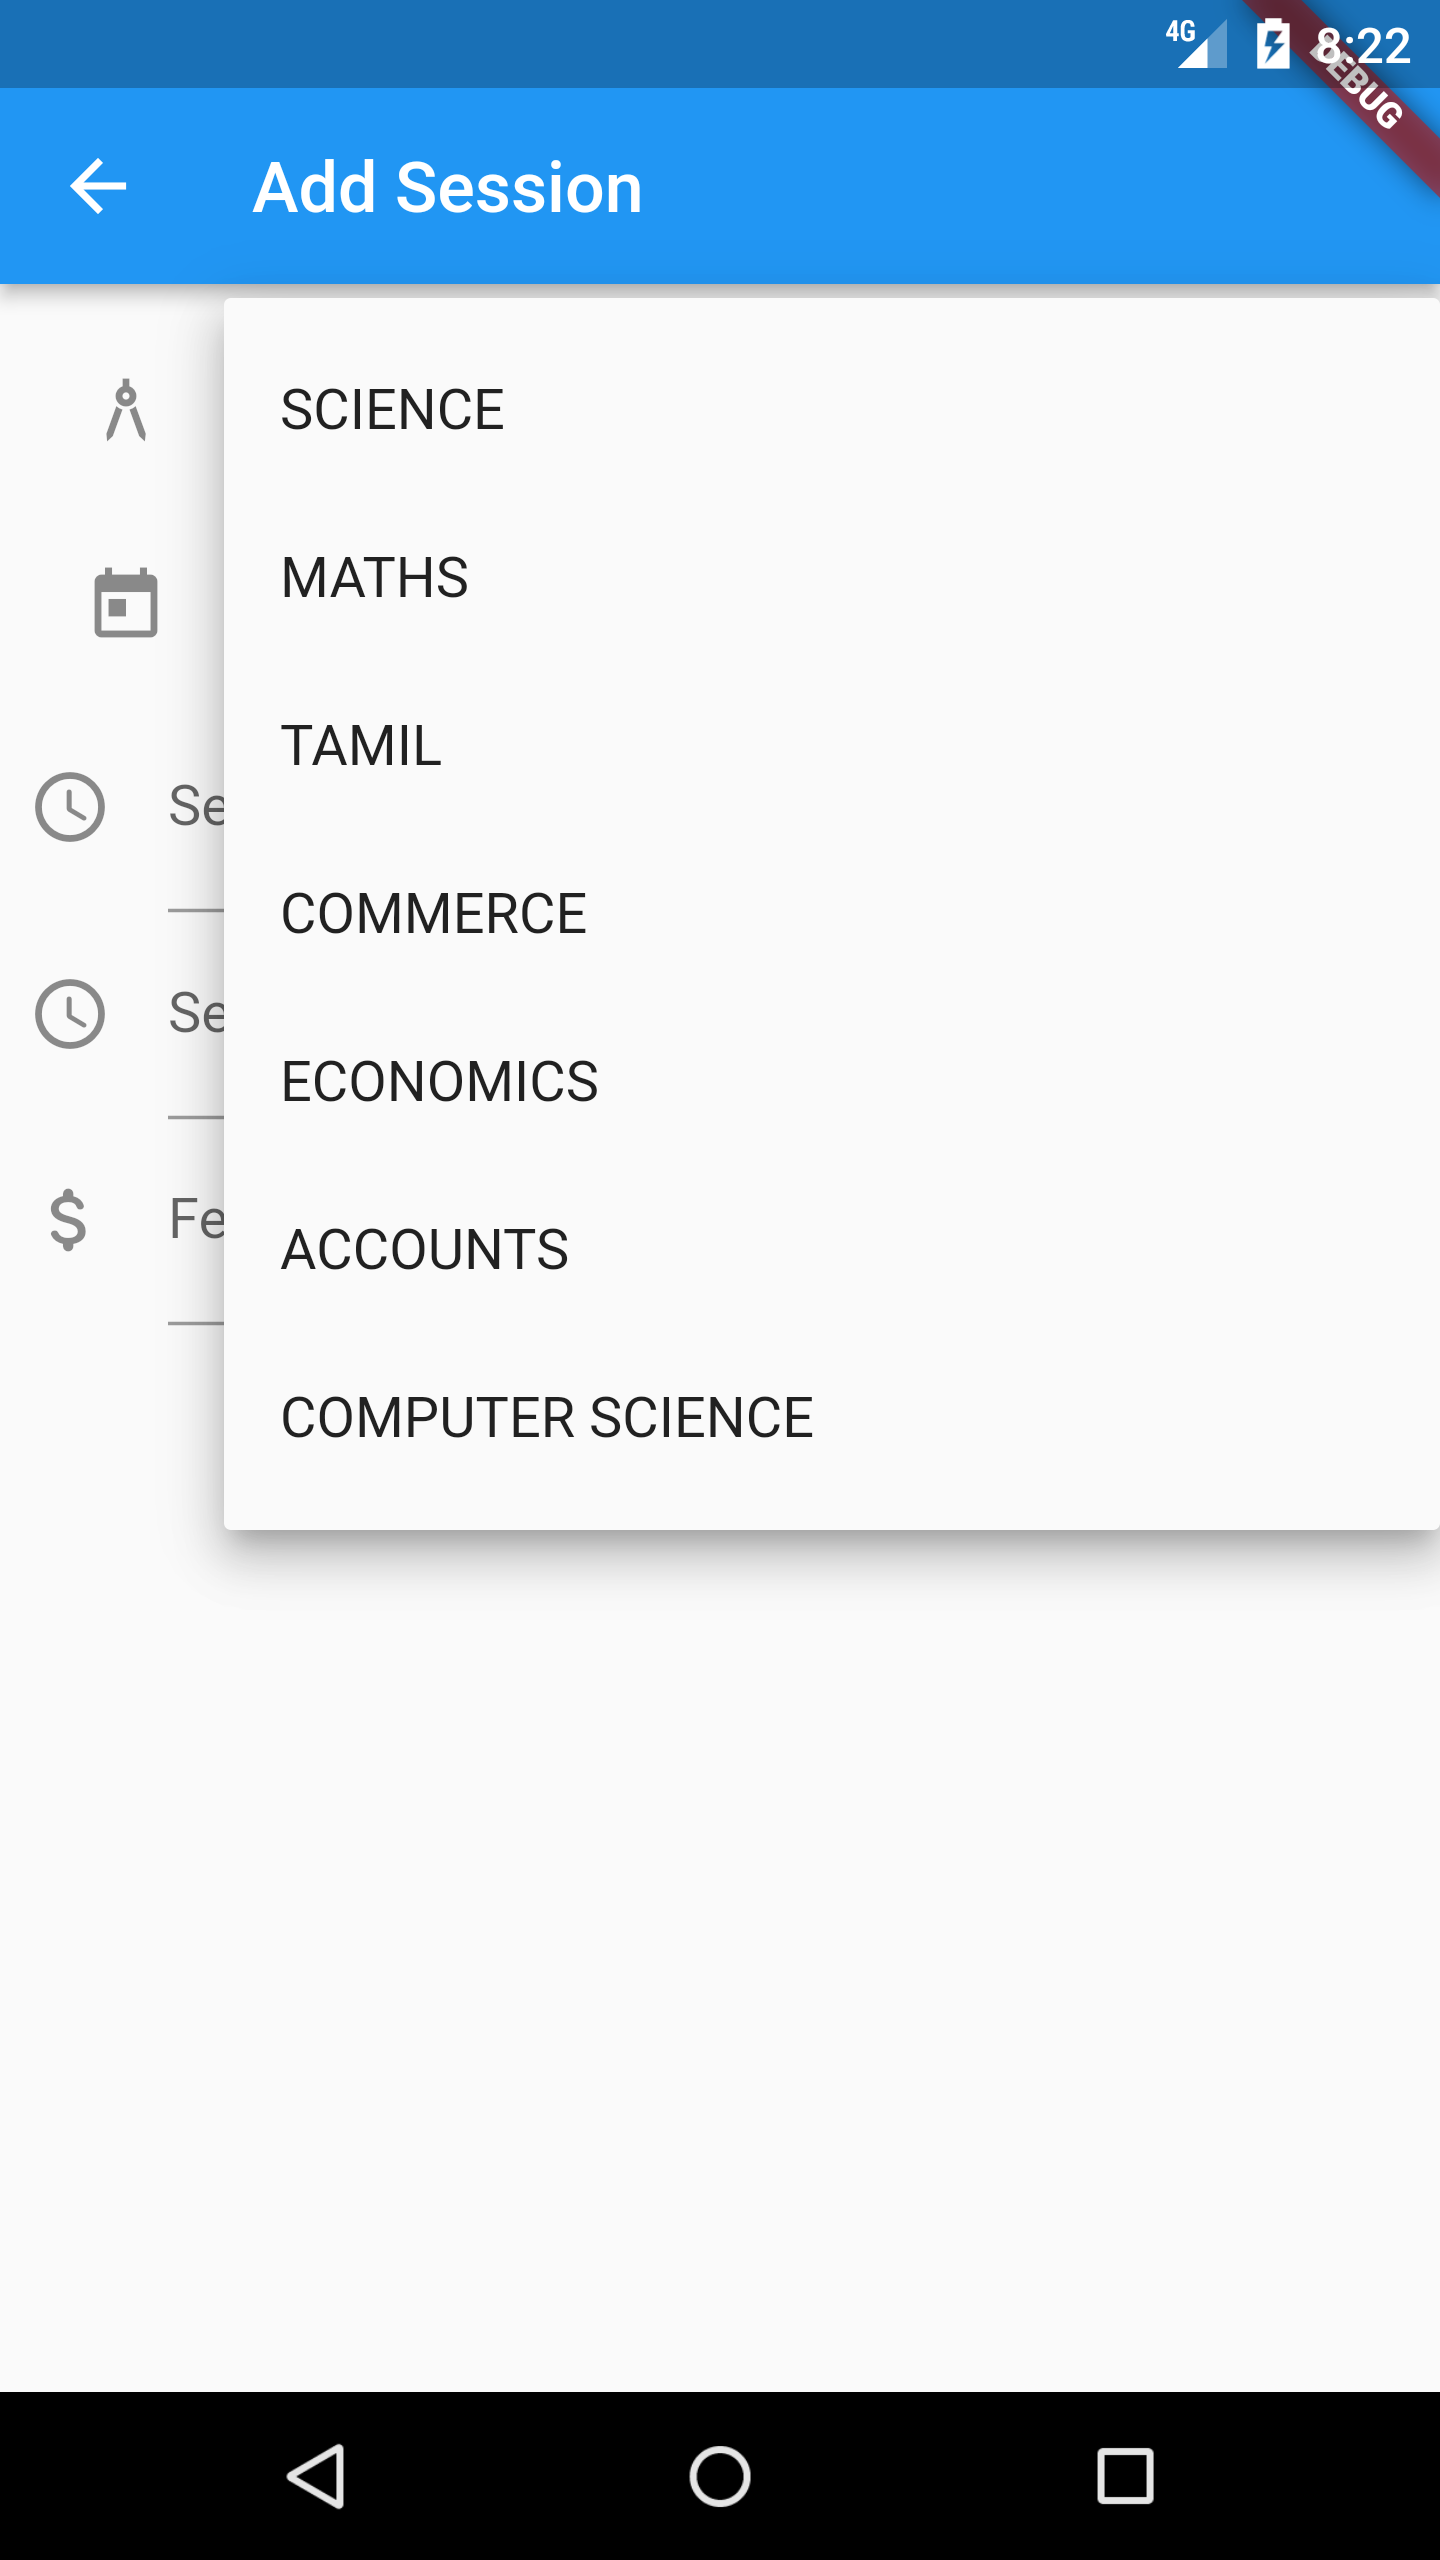 4G 8:22
DEBUG
Add Session
SCIENCE
MATHS
TAMIL
Se
COMMERCE
Se
ECONOMICS
Fe
ACCOUNTS
COMPUTER SCIENCE